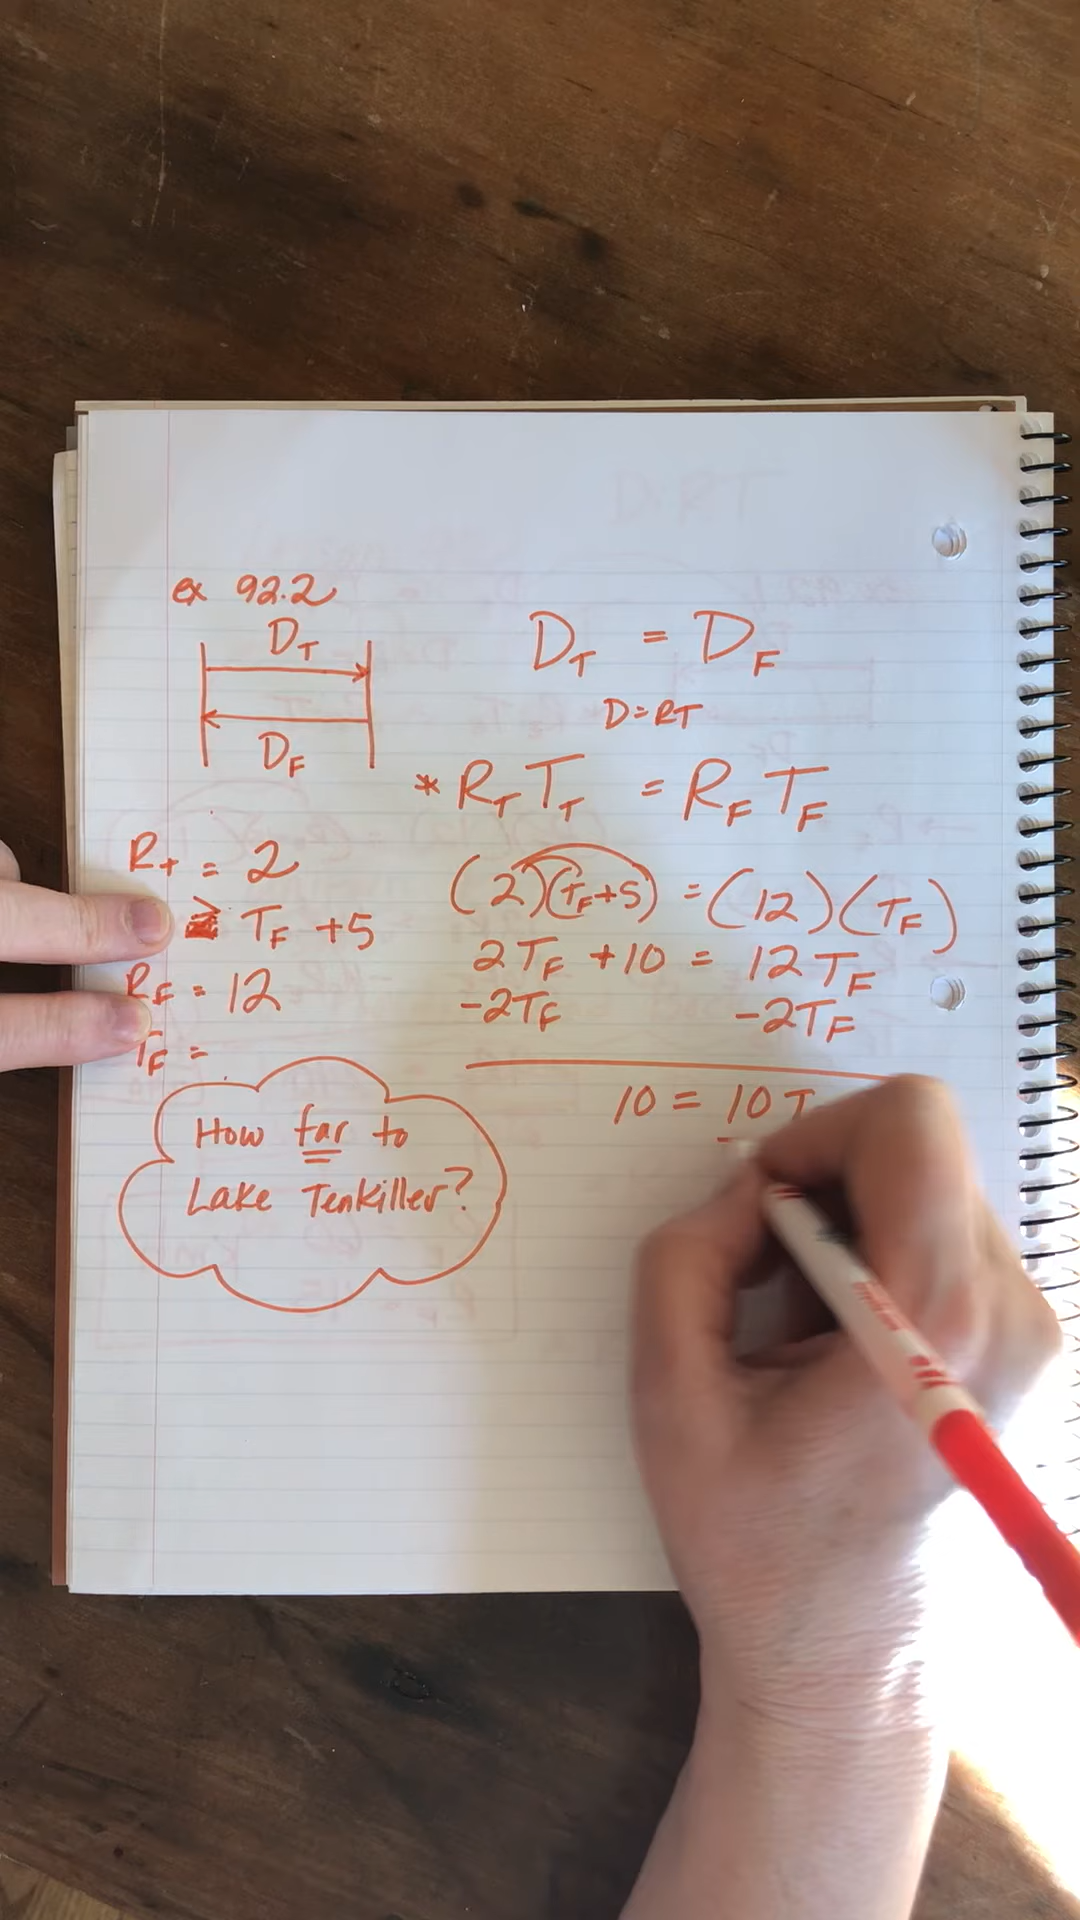 ex 92.2
D_T
D_F
D_T = D_F
D=RT
* R_T T_T = R_F T_F
R_T = 2
= T_F +5
R_F = 12
T_F =
(2)(T_F+5) = (12)(T_F)
2T_F +10 = 12T_F
-2T_F -2T_F
10 = 10T
How far to
Lake Tenkiller?